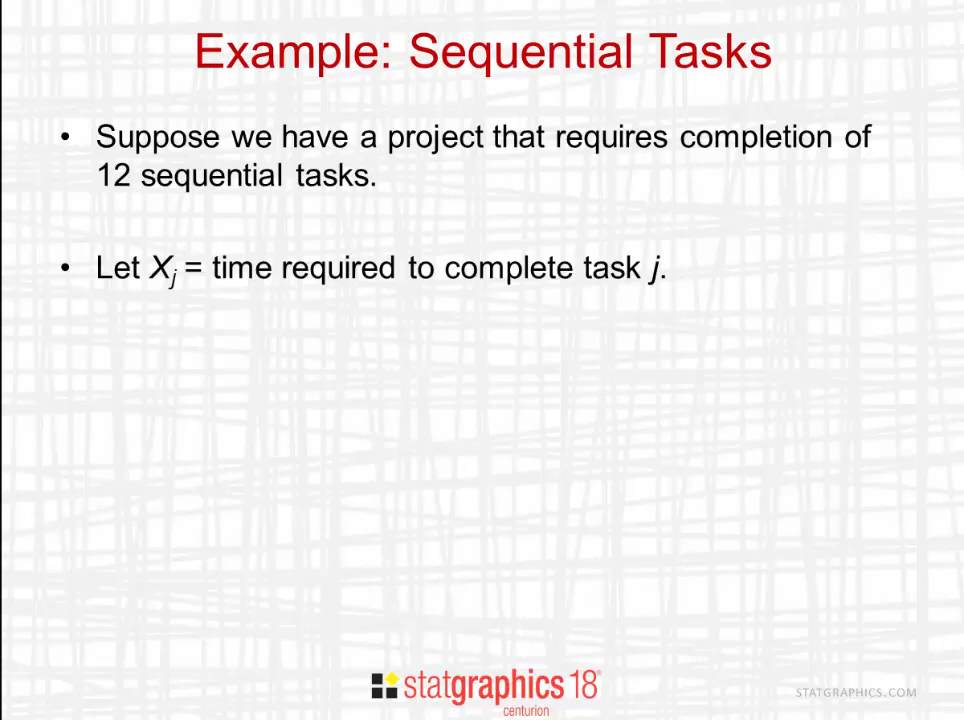 Example: Sequential Tasks
• Suppose we have a project that requires completion of
12 sequential tasks.
• Let Xj = time required to complete task j.
statgraphics 18®
centurion
STATGRAPHICS.COM